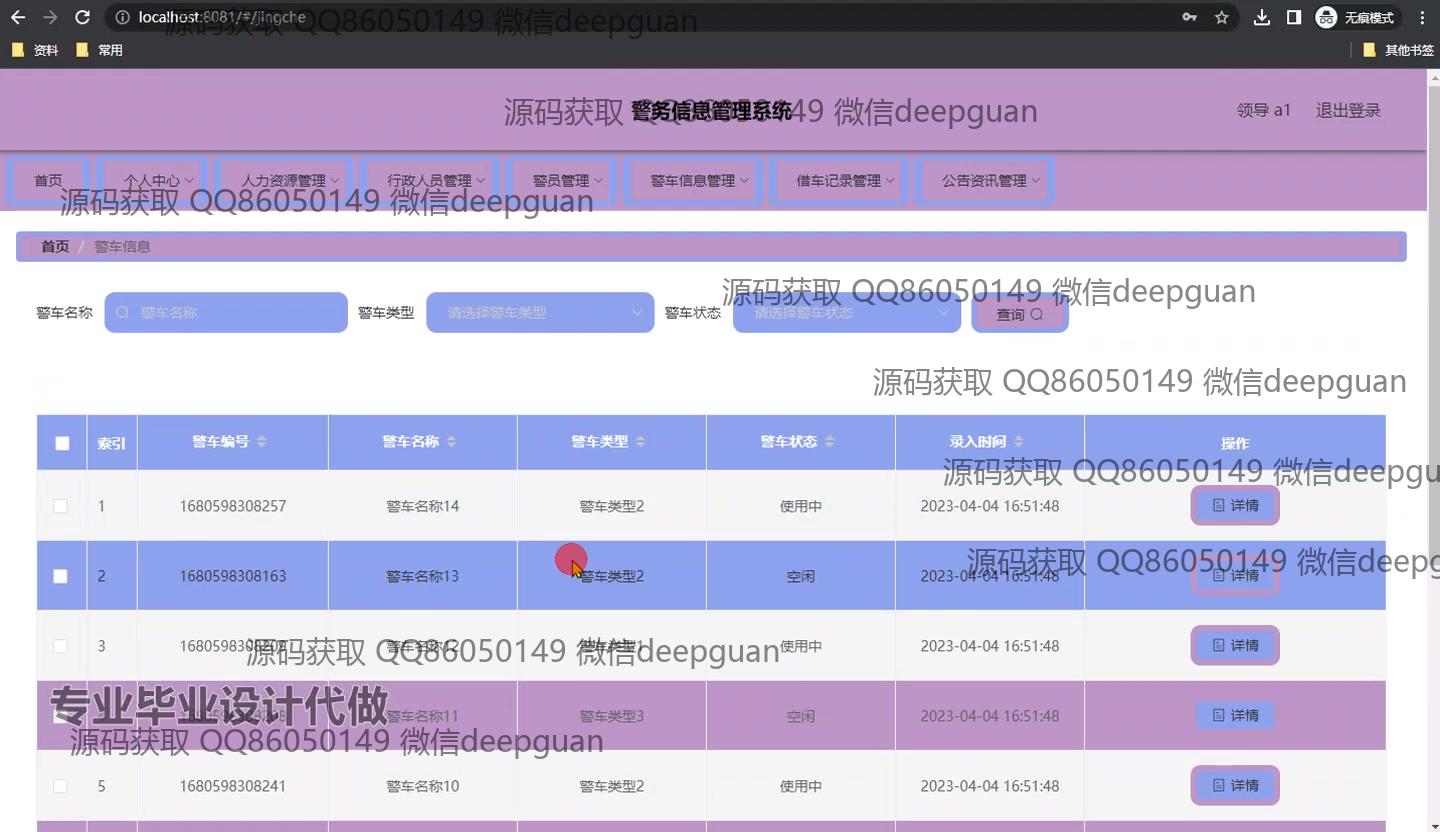 localhost:8081/#/jingche
无痕模式
源码获取 QQ86050149 微信deepguan
资料
常用
其他书签
警务信息管理系统
源码获取 QQ86050149 微信deepguan
领导 a1
退出登录
首页
个人中心
人力资源管理
行政人员管理
警员管理
警车信息管理
借车记录管理
公告资讯管理
源码获取 QQ86050149 微信deepguan
首页 / 警车信息
源码获取 QQ86050149 微信deepguan
警车名称
警车名称
警车类型
请选择警车类型
警车状态
请选择警车状态
查询
源码获取 QQ86050149 微信deepguan
索引 警车编号 警车名称 警车类型 警车状态 录入时间 操作
源码获取 QQ86050149 微信deepgu
1 1680598308257 警车名称14 警车类型2 使用中 2023-04-04 16:51:48 详情
源码获取 QQ86050149 微信deepg
2 1680598308163 警车名称13 警车类型2 空闲 2023-04-04 16:51:48 详情
3 警车名称12 警车类型1 使用中 2023-04-04 16:51:48 详情
源码获取 QQ86050149 微信deepguan
专业毕业设计代做
警车名称11 警车类型3 空闲 2023-04-04 16:51:48 详情
源码获取 QQ86050149 微信deepguan
5 1680598308241 警车名称10 警车类型2 使用中 2023-04-04 16:51:48 详情